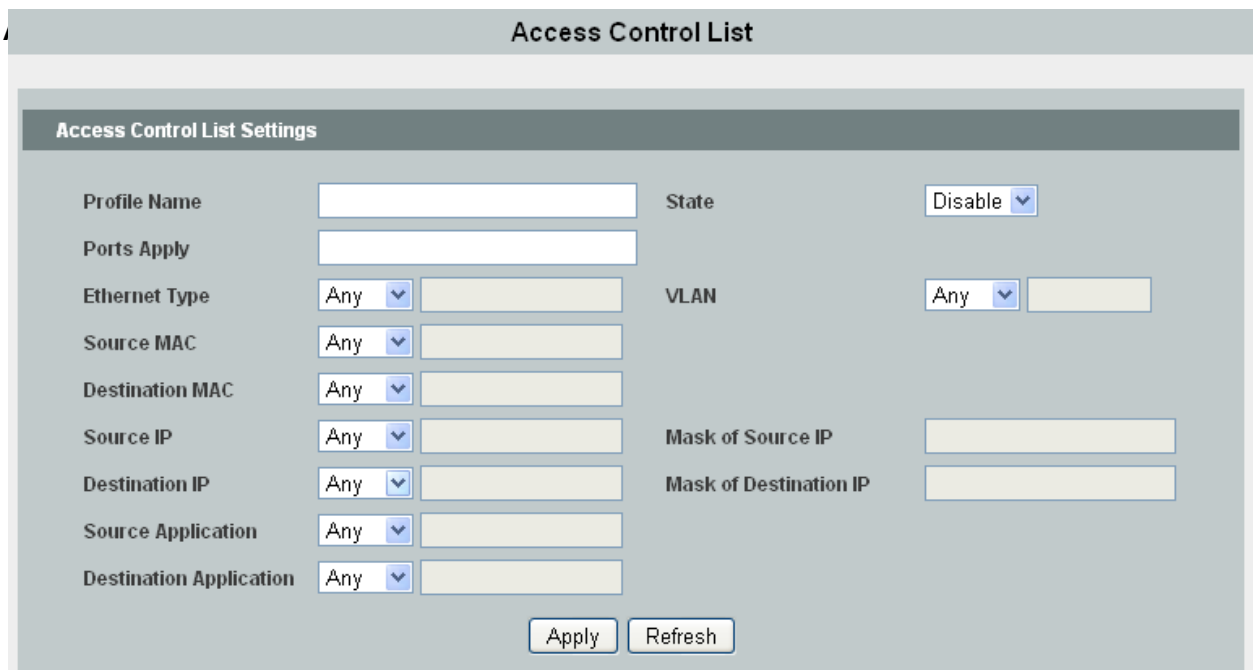 Access Control List
Access Control List Settings
Profile Name State Disable
Ports Apply
Ethernet Type Any VLAN Any
Source MAC Any
Destination MAC Any
Source IP Any Mask of Source IP
Destination IP Any Mask of Destination IP
Source Application Any
Destination Application Any
Apply Refresh